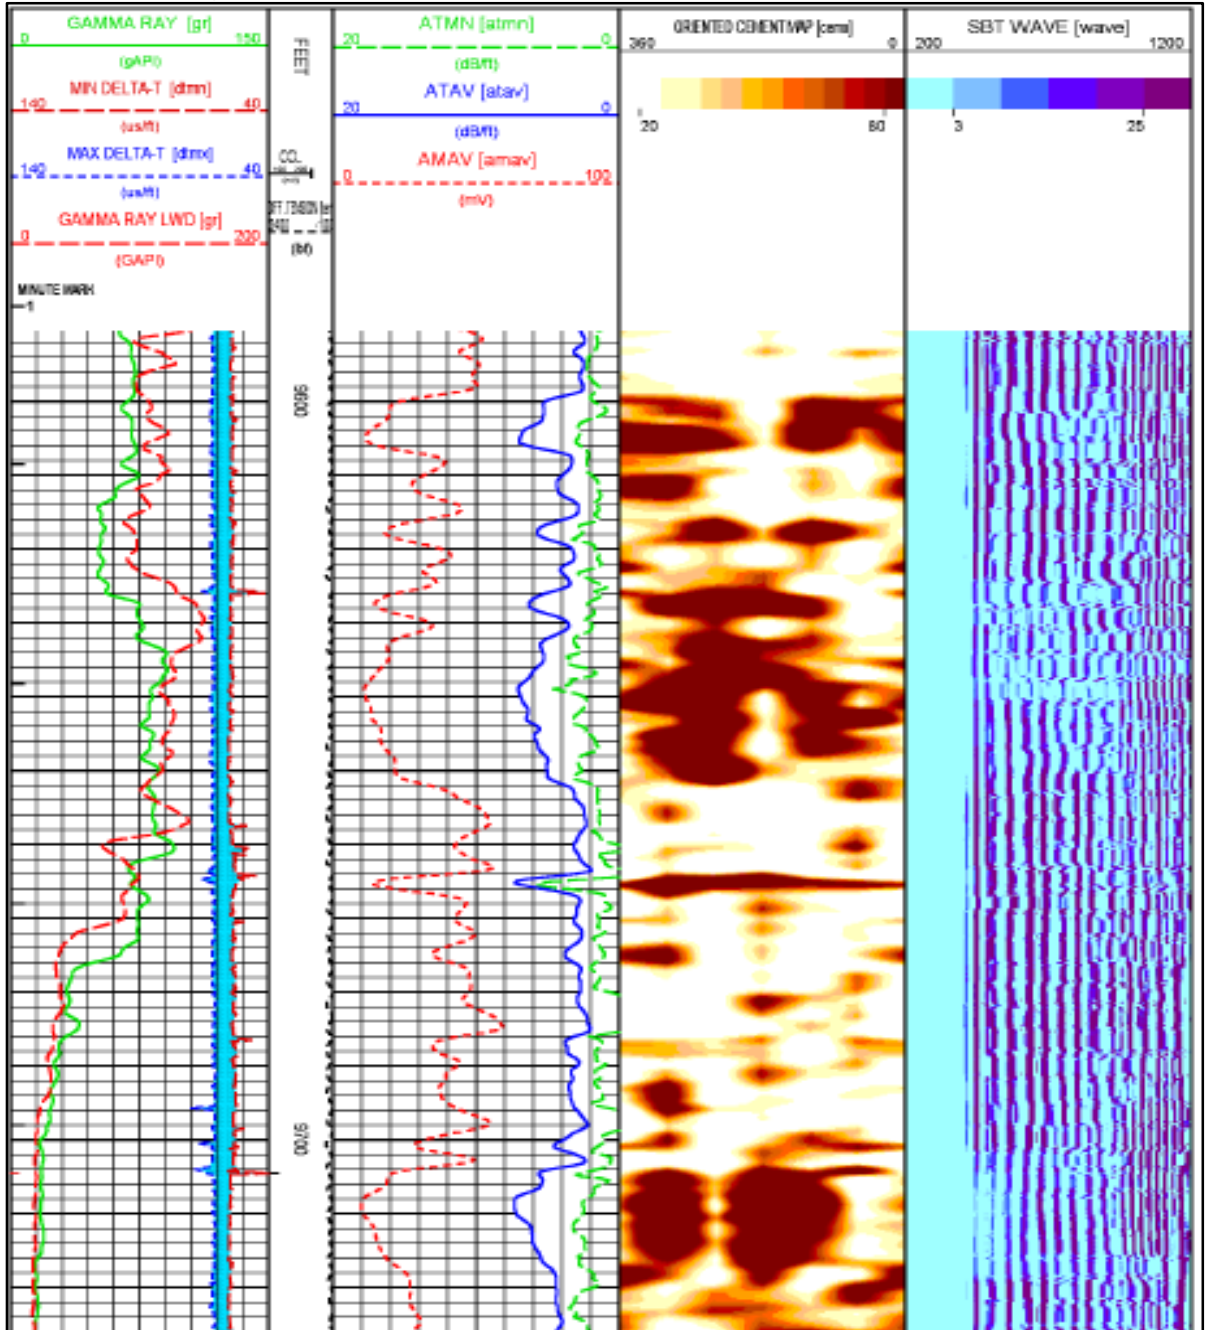 GAMMA RAY [gr]
0 150
(gAPI)
MIN DELTA-T [dtmn]
140 40
(us/ft)
MAX DELTA-T [dtmx]
140 40
(us/ft)
GAMMA RAY LWD [gr]
0 200
(GAPI)
MINUTE MARK
1
FEET
CCL
(lbf)
ATMN [atmn]
20 0
(dB/ft)
ATAV [atav]
20 0
(dB/ft)
AMAV [amav]
0 100
(mV)
ORIENTED CEMENT MAP [cems]
360 0
20 80
SBT WAVE [wave]
200 1200
3 25
9600
9700